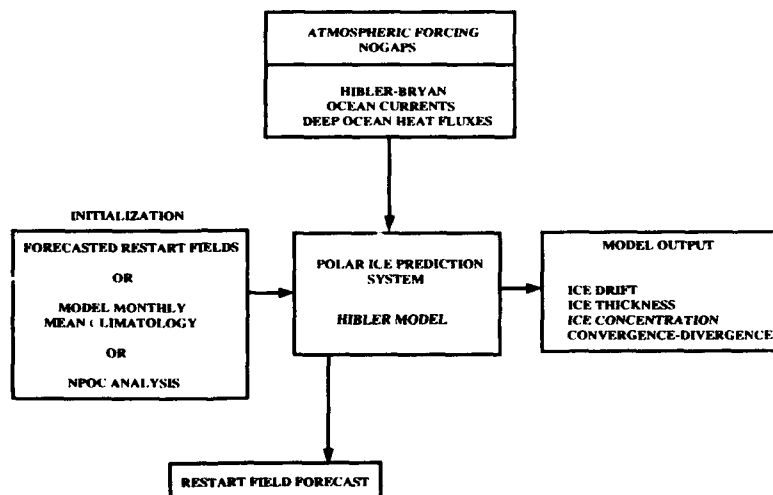 ATMOSPHERIC FORCING
NOGAPS
HIBLER-BRYAN
OCEAN CURRENTS
DEEP OCEAN HEAT FLUXES
INITIALIZATION
FORECASTED RESTART FIELDS
OR
MODEL MONTHLY
MEAN CLIMATOLOGY
OR
NPOC ANALYSIS
POLAR ICE PREDICTION
SYSTEM
HIBLER MODEL
MODEL OUTPUT
ICE DRIFT
ICE THICKNESS
ICE CONCENTRATION
CONVERGENCE-DIVERGENCE
RESTART FIELD FORECAST